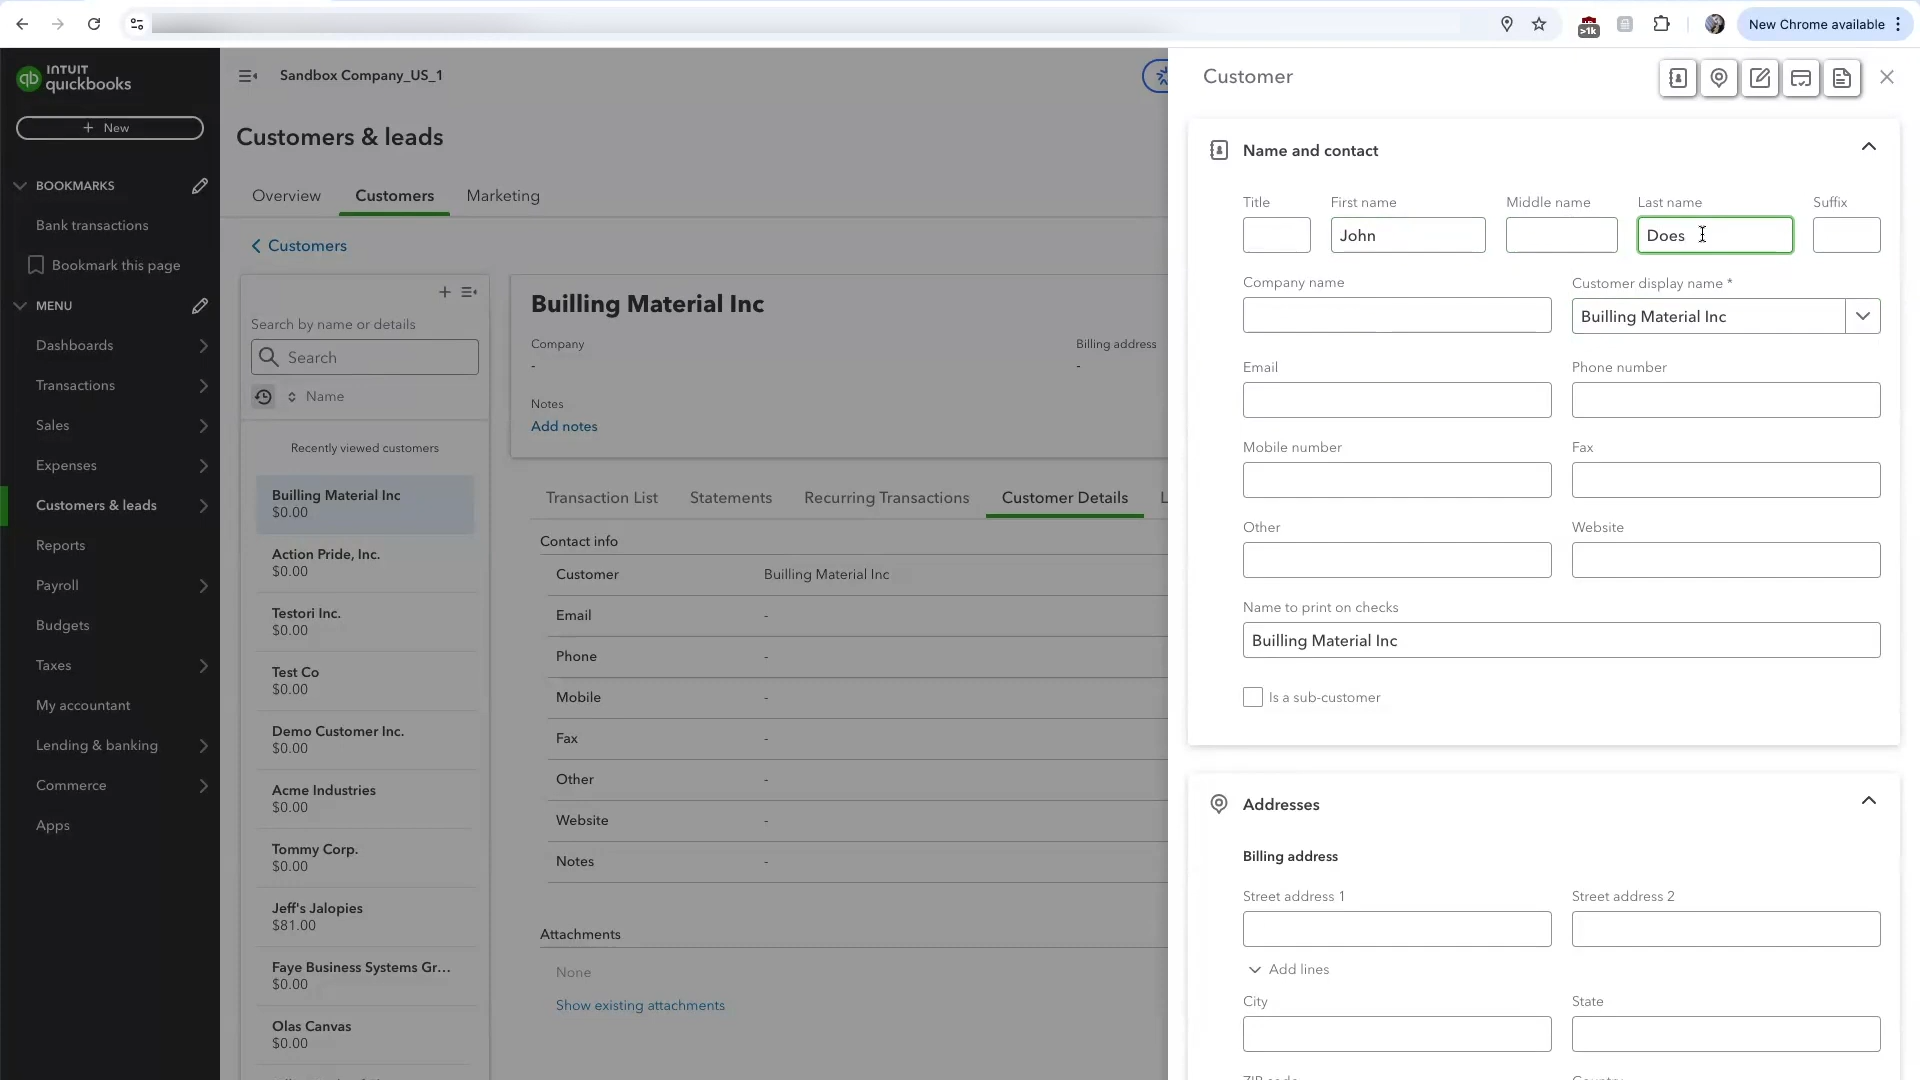 New Chrome available
>1k
INTUIT
quickbooks
qb
+ New
BOOKMARKS
Bank transactions
Bookmark this page
MENU
Dashboards
Transactions
Sales
Expenses
Customers & leads
Reports
Payroll
Budgets
Taxes
My accountant
Lending & banking
Commerce
Apps
Sandbox Company_US_1
Customers & leads
Overview Customers Marketing
Customers
Search by name or details
Search
Name
Recently viewed customers
Builling Material Inc
$0.00
Action Pride, Inc.
$0.00
Testori Inc.
$0.00
Test Co
$0.00
Demo Customer Inc.
$0.00
Acme Industries
$0.00
Tommy Corp.
$0.00
Jeff's Jalopies
$81.00
Faye Business Systems Gr...
$0.00
Olas Canvas
$0.00
Builling Material Inc
Company Billing address
- -
Notes
Add notes
Transaction List Statements Recurring Transactions Customer Details L
Contact info
Customer Builling Material Inc
Email -
Phone -
Mobile -
Fax -
Other -
Website -
Notes -
Attachments
None
Show existing attachments
Customer
Name and contact
Title First name Middle name Last name Suffix
John Does
Company name Customer display name *
Builling Material Inc
Email Phone number
Mobile number Fax
Other Website
Name to print on checks
Builling Material Inc
Is a sub-customer
Addresses
Billing address
Street address 1 Street address 2
Add lines
City State